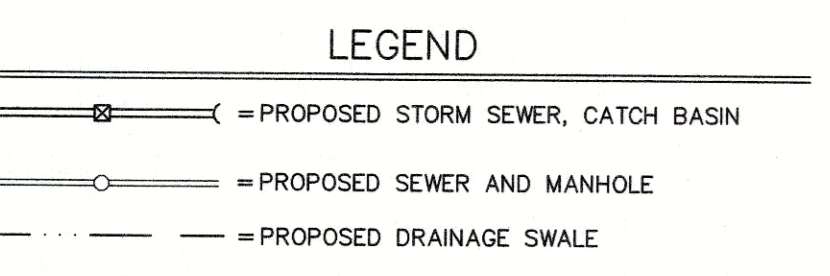 LEGEND
= PROPOSED STORM SEWER, CATCH BASIN
= PROPOSED SEWER AND MANHOLE
= PROPOSED DRAINAGE SWALE